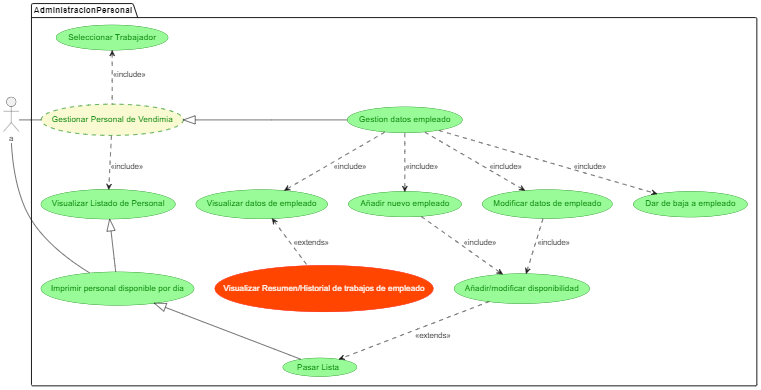 AdministracionPersonal
Seleccionar Trabajador
«include»
Gestionar Personal de Vendimia
Gestion datos empleado
a
«include»
«include»
«include»
«include»
«include»
Visualizar Listado de Personal
Visualizar datos de empleado
Añadir nuevo empleado
Modificar datos de empleado
Dar de baja a empleado
«extends»
«include»
«include»
Imprimir personal disponible por dia
Visualizar Resumen/Historial de trabajos de empleado
Añadir/modificar disponibilidad
«extends»
Pasar Lista